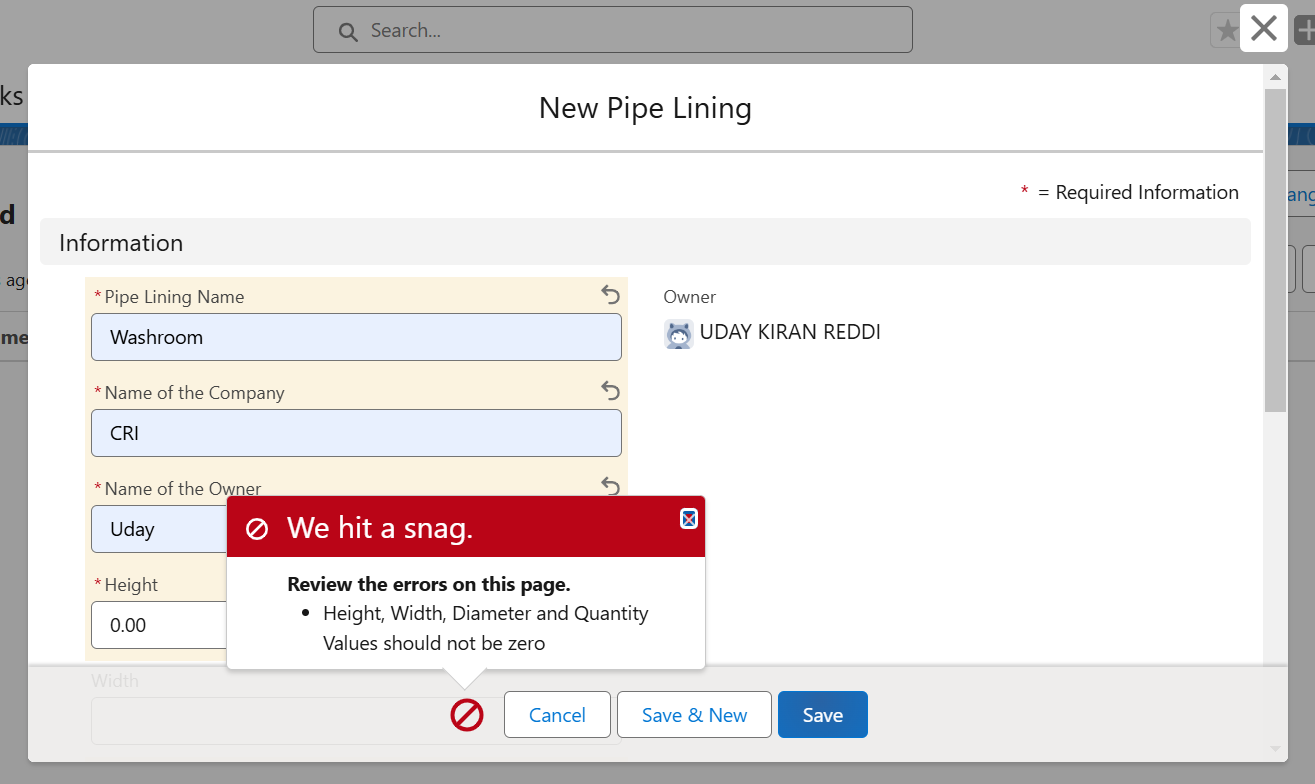 Search...
ks
New Pipe Lining
* = Required Information
ang
d
Information
ago
* Pipe Lining Name
Owner
Washroom
UDAY KIRAN REDDI
me
* Name of the Company
CRI
* Name of the Owner
Uday
We hit a snag.
Review the errors on this page.
* Height
• Height, Width, Diameter and Quantity
0.00
Values should not be zero
Width
Cancel
Save & New
Save